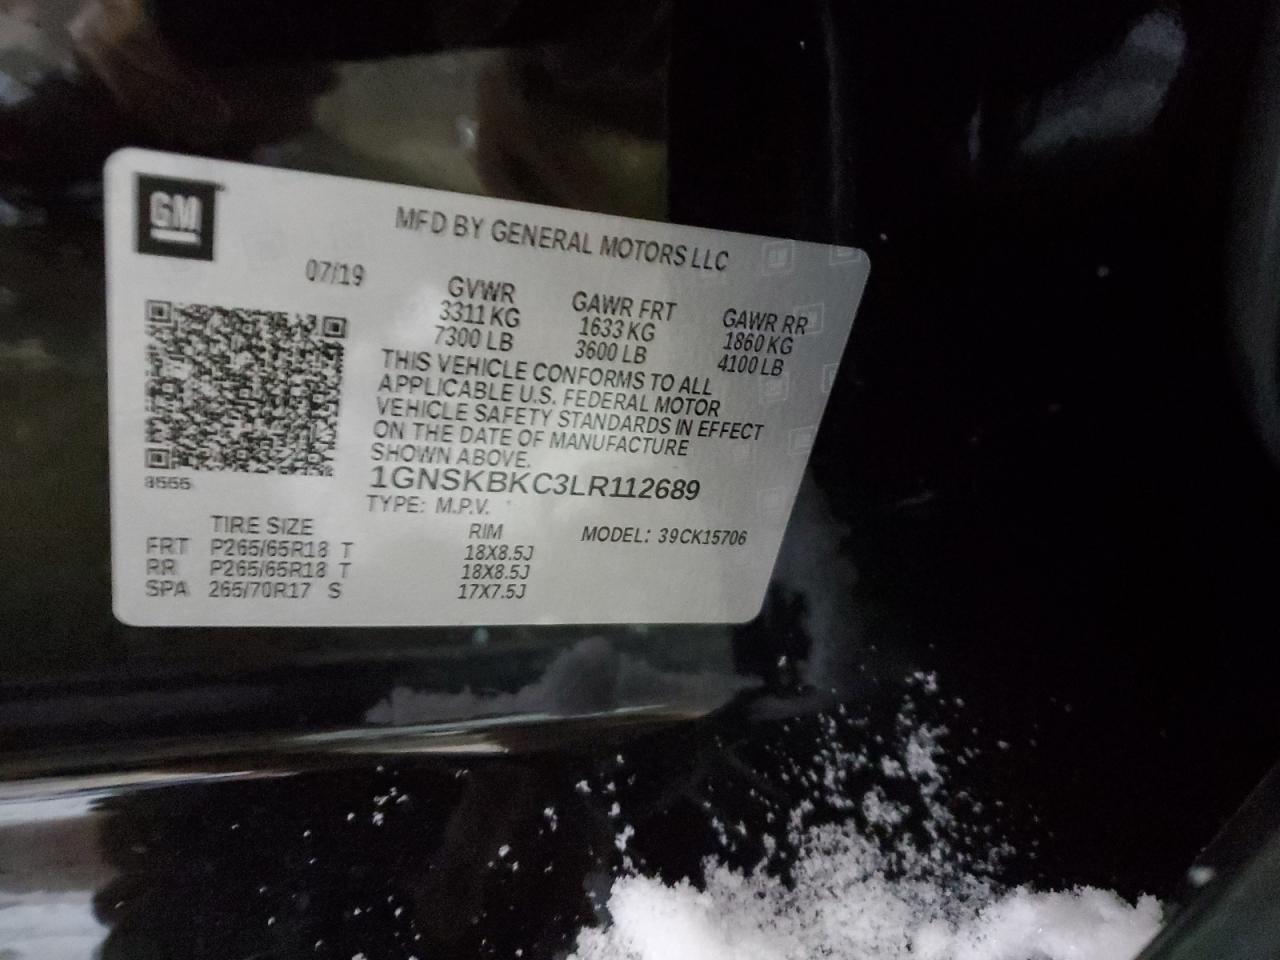 GM
MFD BY GENERAL MOTORS LLC
07/19
GVWR GAWR FRT GAWR RR
3311 KG 1633 KG 1860 KG
7300 LB 3600 LB 4100 LB
THIS VEHICLE CONFORMS TO ALL
APPLICABLE U.S. FEDERAL MOTOR
VEHICLE SAFETY STANDARDS IN EFFECT
ON THE DATE OF MANUFACTURE
SHOWN ABOVE.
1GNSKBKC3LR112689
TYPE: M.P.V.
TIRE SIZE RIM MODEL: 39CK15706
FRT P265/65R18 T 18X8.5J
RR P265/65R18 T 18X8.5J
SPA 265/70R17 S 17X7.5J